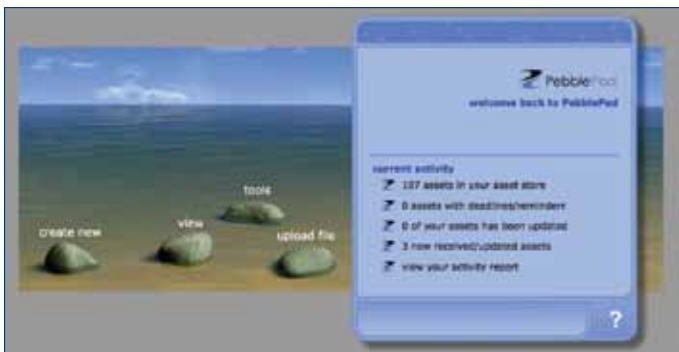 tools
view
create new
upload file
PebblePad
welcome back to PebblePad
current activity
107 assets in your asset store
0 assets with deadlines/reminders
0 of your assets has been updated
3 new received/updated assets
view your activity report
?